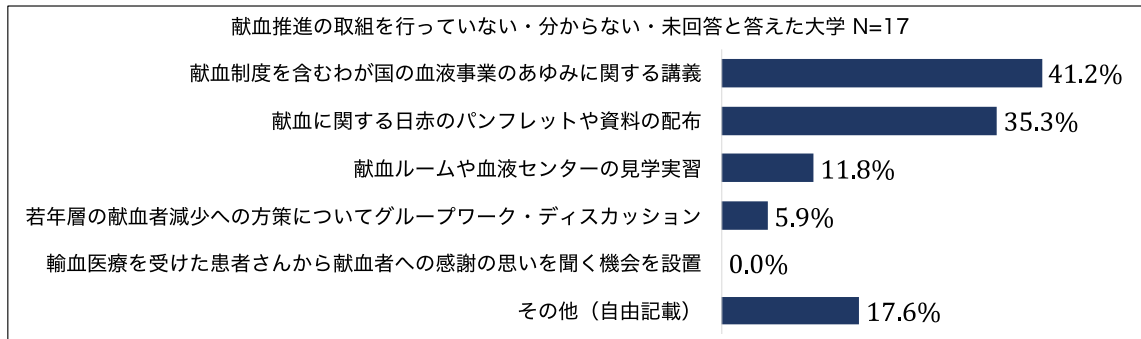 献血推進の取組を行っていない・分からない・未回答と答えた大学 N=17
献血制度を含むわが国の血液事業のあゆみに関する講義 41.2%
献血に関する日赤のパンフレットや資料の配布 35.3%
献血ルームや血液センターの見学実習 11.8%
若年層の献血者減少への方策についてグループワーク・ディスカッション 5.9%
輸血医療を受けた患者さんから献血者への感謝の思いを聞く機会を設置 0.0%
その他（自由記載） 17.6%